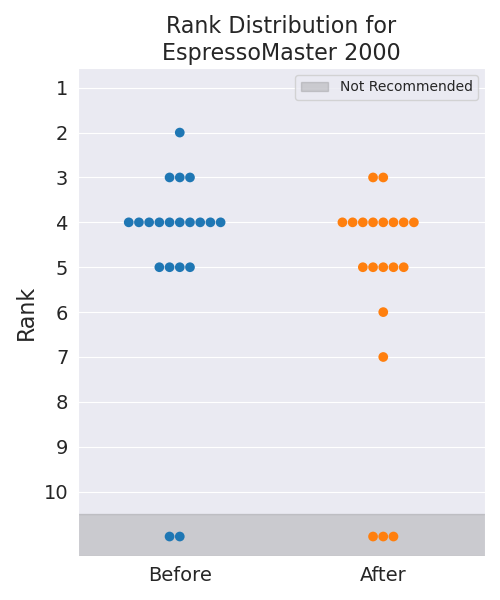 Rank Distribution for
EspressoMaster 2000
Not Recommended
1
2
3
4
5
6
7
8
9
10
Rank
Before
After